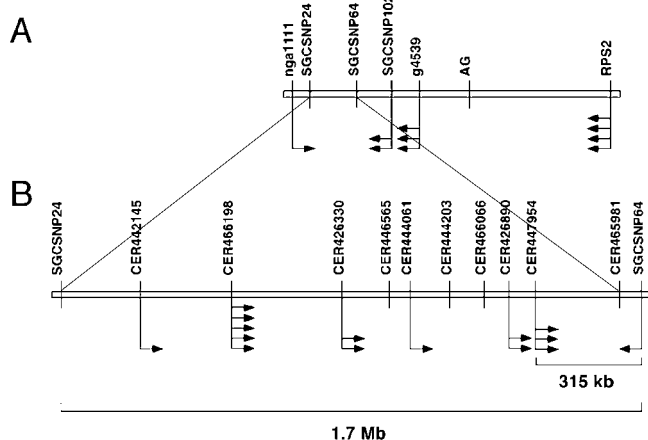 A
nga1111
SGCSNP24
SGCSNP64
SGCSNP102
g4539
AG
RPS2
B
SGCSNP24
CER442145
CER466198
CER426330
CER446565
CER444061
CER444203
CER466066
CER426890
CER447954
CER465981
SGCSNP64
315 kb
1.7 Mb